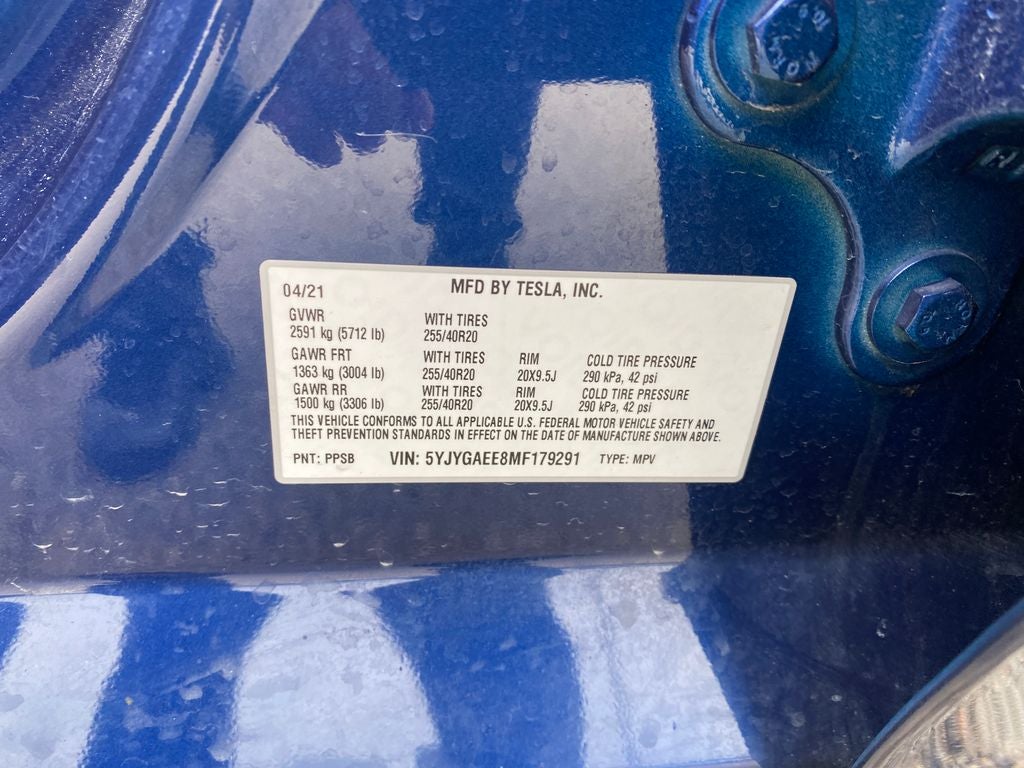 04/21 MFD BY TESLA, INC.
GVWR WITH TIRES
2591 kg (5712 lb) 255/40R20
GAWR FRT WITH TIRES RIM COLD TIRE PRESSURE
1363 kg (3004 lb) 255/40R20 20X9.5J 290 kPa, 42 psi
GAWR RR WITH TIRES RIM COLD TIRE PRESSURE
1500 kg (3306 lb) 255/40R20 20X9.5J 290 kPa, 42 psi
THIS VEHICLE CONFORMS TO ALL APPLICABLE U.S. FEDERAL MOTOR VEHICLE SAFETY AND
THEFT PREVENTION STANDARDS IN EFFECT ON THE DATE OF MANUFACTURE SHOWN ABOVE.
PNT: PPSB VIN: 5YJYGAEE8MF179291 TYPE: MPV